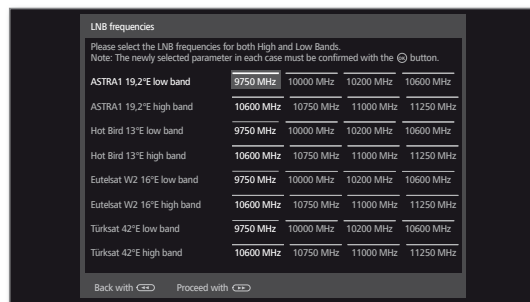 LNB frequencies
Please select the LNB frequencies for both High and Low Bands.
Note: The newly selected parameter in each case must be confirmed with the OK button.
ASTRA1 19,2°E low band 9750 MHz 10000 MHz 10200 MHz 10600 MHz
ASTRA1 19,2°E high band 10600 MHz 10750 MHz 11000 MHz 11250 MHz
Hot Bird 13°E low band 9750 MHz 10000 MHz 10200 MHz 10600 MHz
Hot Bird 13°E high band 10600 MHz 10750 MHz 11000 MHz 11250 MHz
Eutelsat W2 16°E low band 9750 MHz 10000 MHz 10200 MHz 10600 MHz
Eutelsat W2 16°E high band 10600 MHz 10750 MHz 11000 MHz 11250 MHz
Türksat 42°E low band 9750 MHz 10000 MHz 10200 MHz 10600 MHz
Türksat 42°E high band 10600 MHz 10750 MHz 11000 MHz 11250 MHz
Back with Proceed with